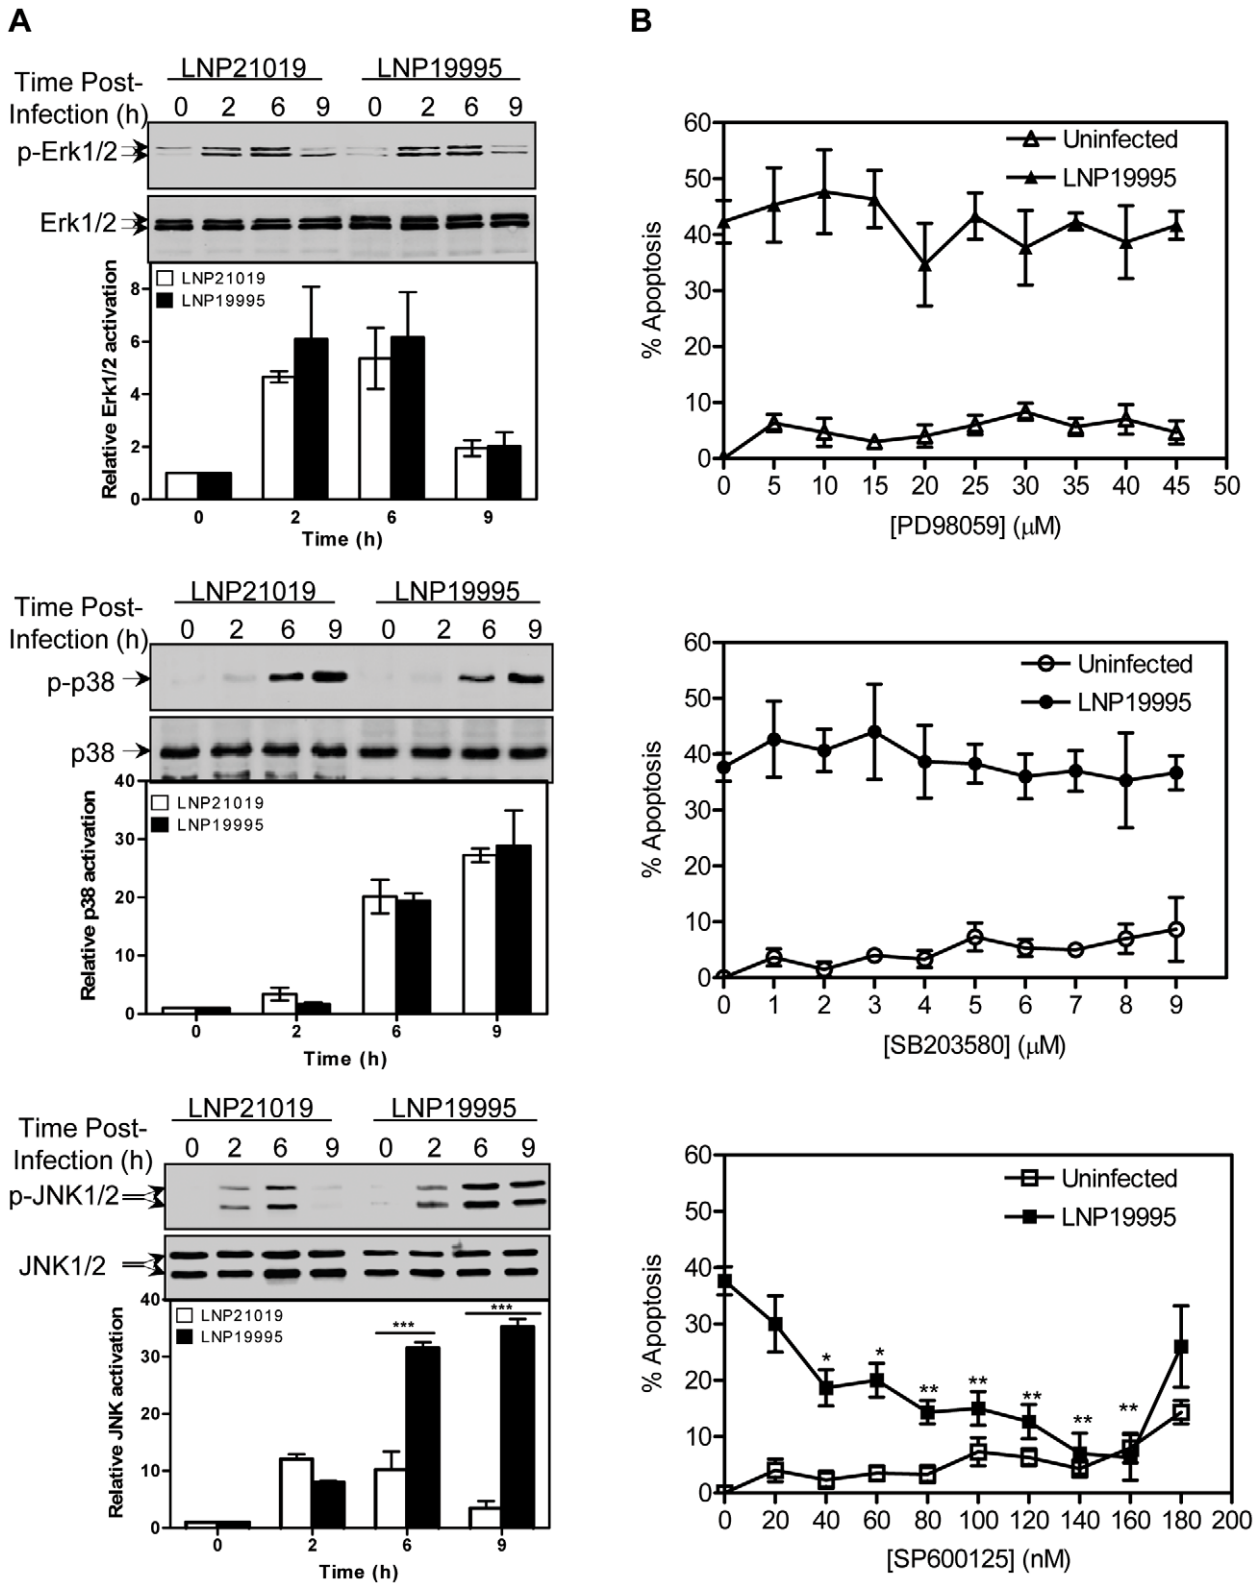 A
LNP21019 LNP19995
Time Post-
Infection (h)
0 2 6 9 0 2 6 9
p-Erk1/2
Erk1/2
LNP21019
LNP19995
Relative Erk1/2 activation
8
6
4
2
0
0 2 6 9
Time (h)
LNP21019 LNP19995
Time Post-
Infection (h)
0 2 6 9 0 2 6 9
p-p38
p38
LNP21019
LNP19995
Relative p38 activation
40
30
20
10
0
0 2 6 9
Time (h)
LNP21019 LNP19995
Time Post-
Infection (h)
0 2 6 9 0 2 6 9
p-JNK1/2
JNK1/2
LNP21019
LNP19995
*** ***
Relative JNK activation
40
30
20
10
0
0 2 6 9
Time (h)
B
Uninfected
LNP19995
% Apoptosis
60
50
40
30
20
10
0
0 5 10 15 20 25 30 35 40 45 50
[PD98059] (μM)
Uninfected
LNP19995
% Apoptosis
60
50
40
30
20
10
0
0 1 2 3 4 5 6 7 8 9
[SB203580] (μM)
Uninfected
LNP19995
% Apoptosis
60
50
40
30
20
10
0
* * ** ** ** ** **
0 20 40 60 80 100 120 140 160 180 200
[SP600125] (nM)